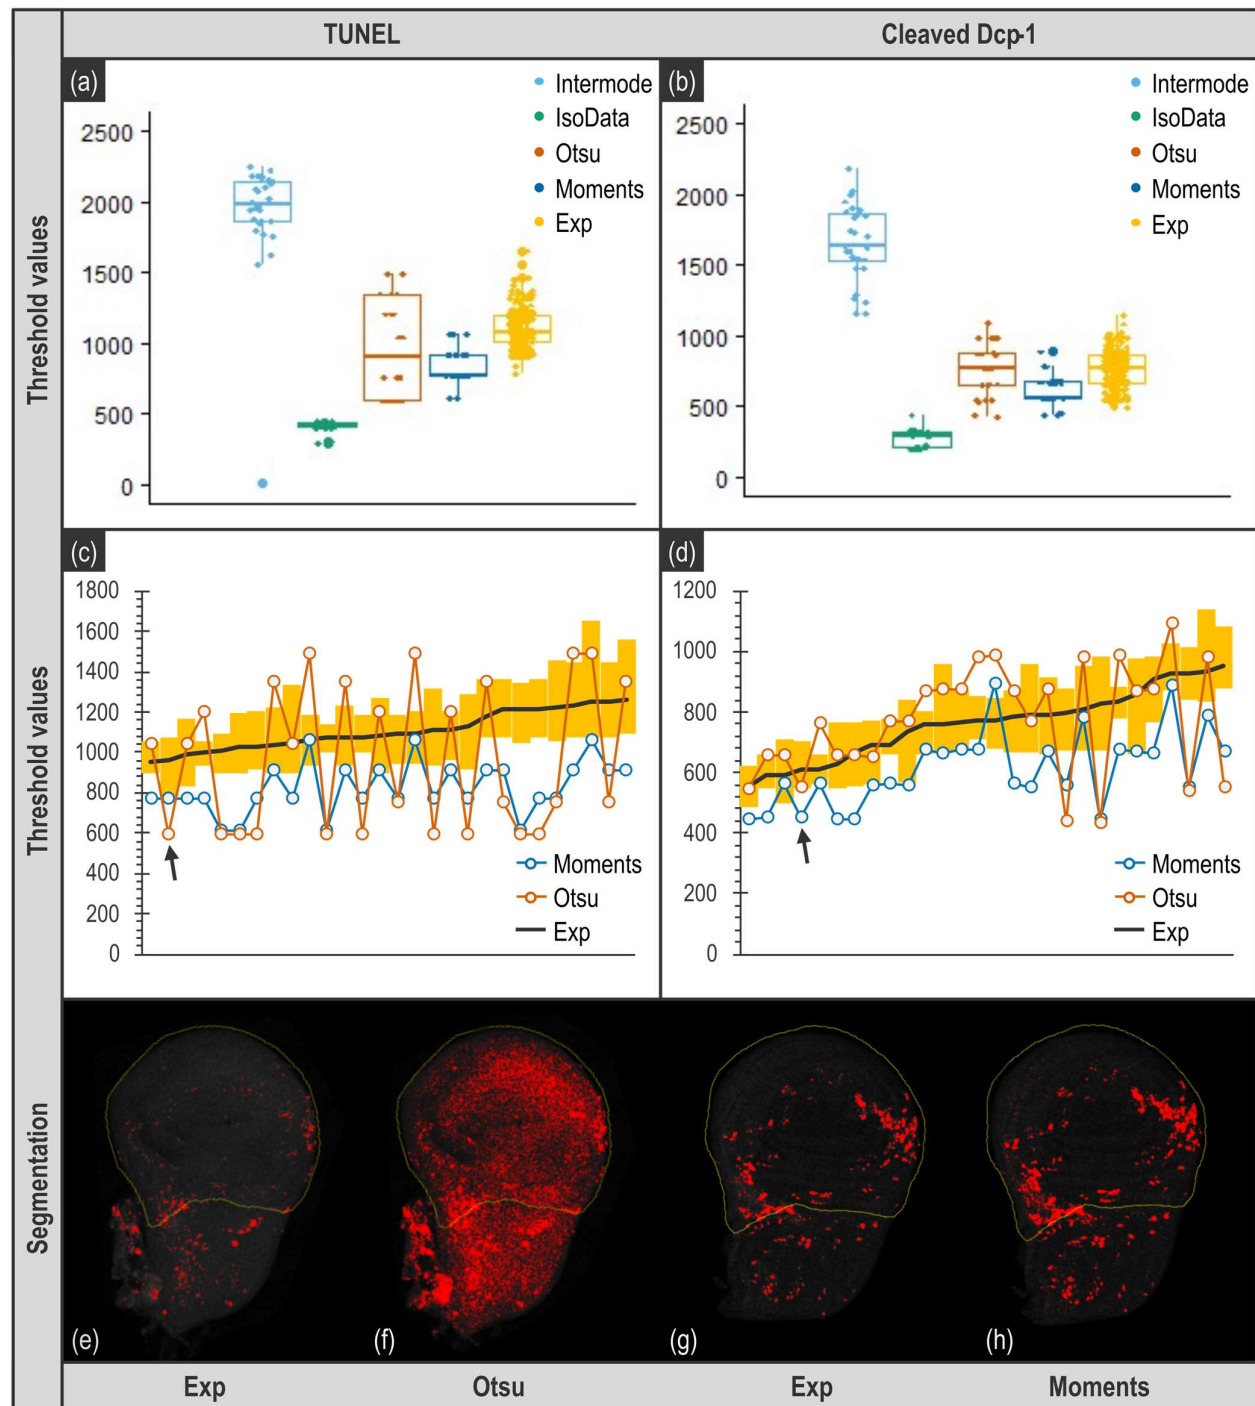 TUNEL
Cleaved Dcp-1
Threshold values
(a)
Intermode
IsoData
Otsu
Moments
Exp
2500
2000
1500
1000
500
0
(b)
Intermode
IsoData
Otsu
Moments
Exp
2500
2000
1500
1000
500
0
Threshold values
(c)
1800
1600
1400
1200
1000
800
600
400
200
0
Moments
Otsu
Exp
(d)
1200
1000
800
600
400
200
0
Moments
Otsu
Exp
Segmentation
(e)
(f)
(g)
(h)
Exp
Otsu
Exp
Moments